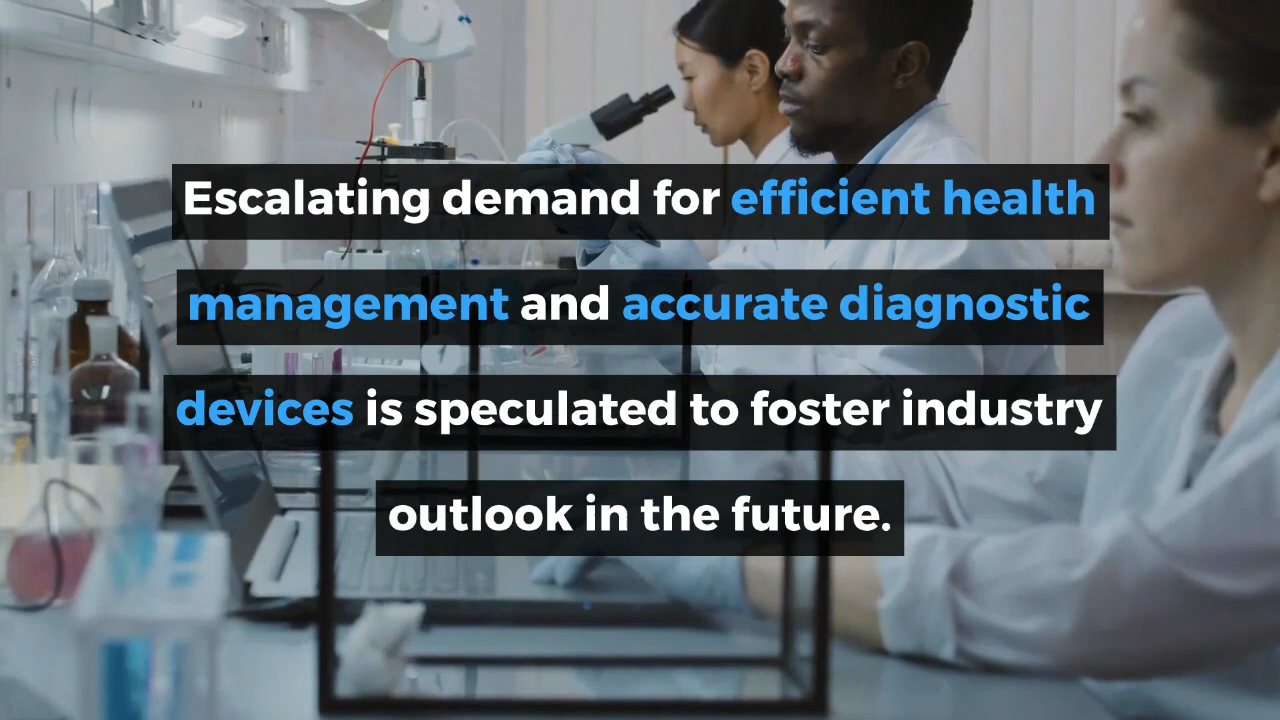 Escalating demand for efficient health
management and accurate diagnostic
devices is speculated to foster industry
outlook in the future.